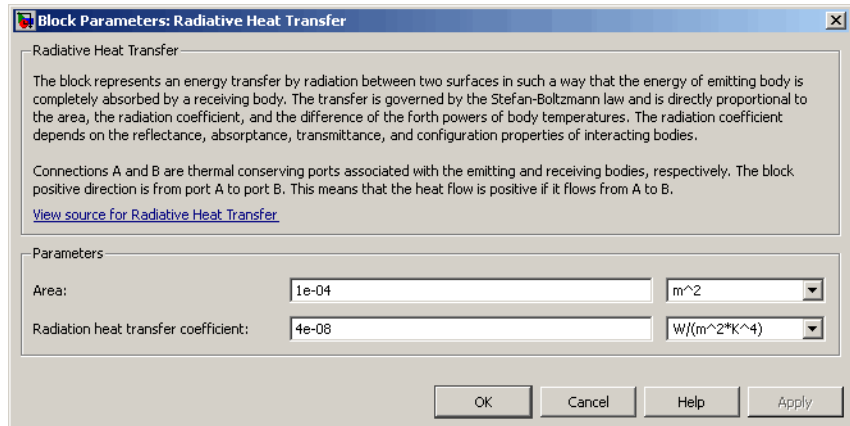 Block Parameters: Radiative Heat Transfer
Radiative Heat Transfer
The block represents an energy transfer by radiation between two surfaces in such a way that the energy of emitting body is
completely absorbed by a receiving body. The transfer is governed by the Stefan-Boltzmann law and is directly proportional to
the area, the radiation coefficient, and the difference of the forth powers of body temperatures. The radiation coefficient
depends on the reflectance, absorptance, transmittance, and configuration properties of interacting bodies.
Connections A and B are thermal conserving ports associated with the emitting and receiving bodies, respectively. The block
positive direction is from port A to port B. This means that the heat flow is positive if it flows from A to B.
View source for Radiative Heat Transfer
Parameters
Area: 1e-04 m^2
Radiation heat transfer coefficient: 4e-08 W/(m^2*K^4)
OK Cancel Help Apply